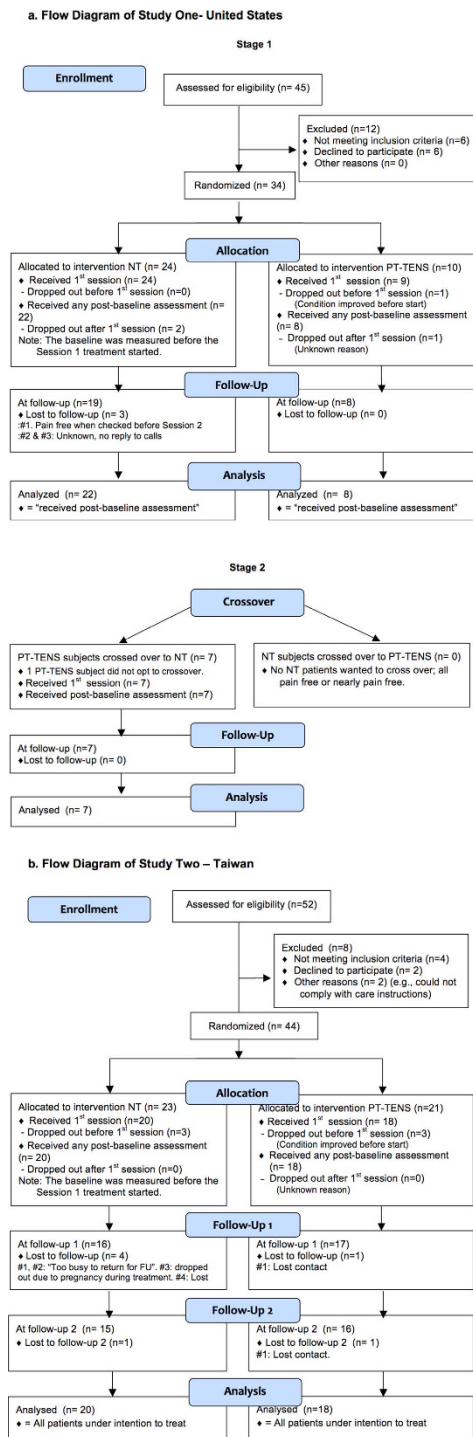 a. Flow Diagram of Study One- United States
Stage 1
Enrollment
Assessed for eligibility (n= 45)
Excluded (n=12)
♦ Not meeting inclusion criteria (n=6)
♦ Declined to participate (n= 6)
♦ Other reasons (n= 0)
Randomized (n= 34)
Allocation
Allocated to intervention NT (n= 24)
♦ Received 1st session (n= 24)
- Dropped out before 1st session (n=0)
♦ Received any post-baseline assessment (n=
22)
- Dropped out after 1st session (n= 2)
Note: The baseline was measured before the
Session 1 treatment started.
Allocated to intervention PT-TENS (n=10)
♦ Received 1st session (n= 9)
- Dropped out before 1st session (n=1)
(Condition improved before start)
♦ Received any post-baseline assessment
(n= 8)
– Dropped out after 1st session (n=1)
(Unknown reason)
Follow-Up
At follow-up (n=19)
♦ Lost to follow-up (n= 3)
:#1. Pain free when checked before Session 2
:#2 & #3: Unknown, no reply to calls
At follow-up (n=8)
♦ Lost to follow-up (n= 0)
Analysis
Analyzed (n= 22)
♦ = “received post-baseline assessment”
Analyzed (n= 8)
♦ = “received post-baseline assessment”
Stage 2
Crossover
PT-TENS subjects crossed over to NT (n= 7)
♦ 1 PT-TENS subject did not opt to crossover.
♦ Received 1st session (n= 7)
♦ Received post-baseline assessment (n=7)
NT subjects crossed over to PT-TENS (n= 0)
♦ No NT patients wanted to cross over; all
pain free or nearly pain free.
Follow-Up
At follow-up (n=7)
♦Lost to follow-up (n= 0)
Analysis
Analysed (n= 7)
b. Flow Diagram of Study Two – Taiwan
Enrollment
Assessed for eligibility (n=52)
Excluded (n=8)
♦ Not meeting inclusion criteria (n=4)
♦ Declined to participate (n= 2)
♦ Other reasons (n= 2) (e.g., could not
comply with care instructions)
Randomized (n= 44)
Allocation
Allocated to intervention NT (n= 23)
♦ Received 1st session (n=20)
- Dropped out before 1st session (n=3)
♦ Received any post-baseline assessment
(n= 20)
- Dropped out after 1st session (n=0)
Note: The baseline was measured before the
Session 1 treatment started.
Allocated to intervention PT-TENS (n=21)
♦ Received 1st session (n= 18)
- Dropped out before 1st session (n=3)
(Condition improved before start)
♦ Received any post-baseline assessment
(n= 18)
– Dropped out after 1st session (n=0)
(Unknown reason)
Follow-Up 1
At follow-up 1 (n=16)
♦ Lost to follow-up (n= 4)
#1, #2: “Too busy to return for FU”. #3: dropped
out due to pregnancy during treatment. #4: Lost
At follow-up 1 (n=17)
♦ Lost to follow-up (n=1)
#1: Lost contact
Follow-Up 2
At follow-up 2 (n= 15)
♦ Lost to follow-up 2 (n=1)
At follow-up 2 (n= 16)
♦ Lost to follow-up 2 (n= 1)
#1: Lost contact.
Analysis
Analysed (n= 20)
♦ = All patients under intention to treat
Analysed (n=18)
♦ = All patients under intention to treat